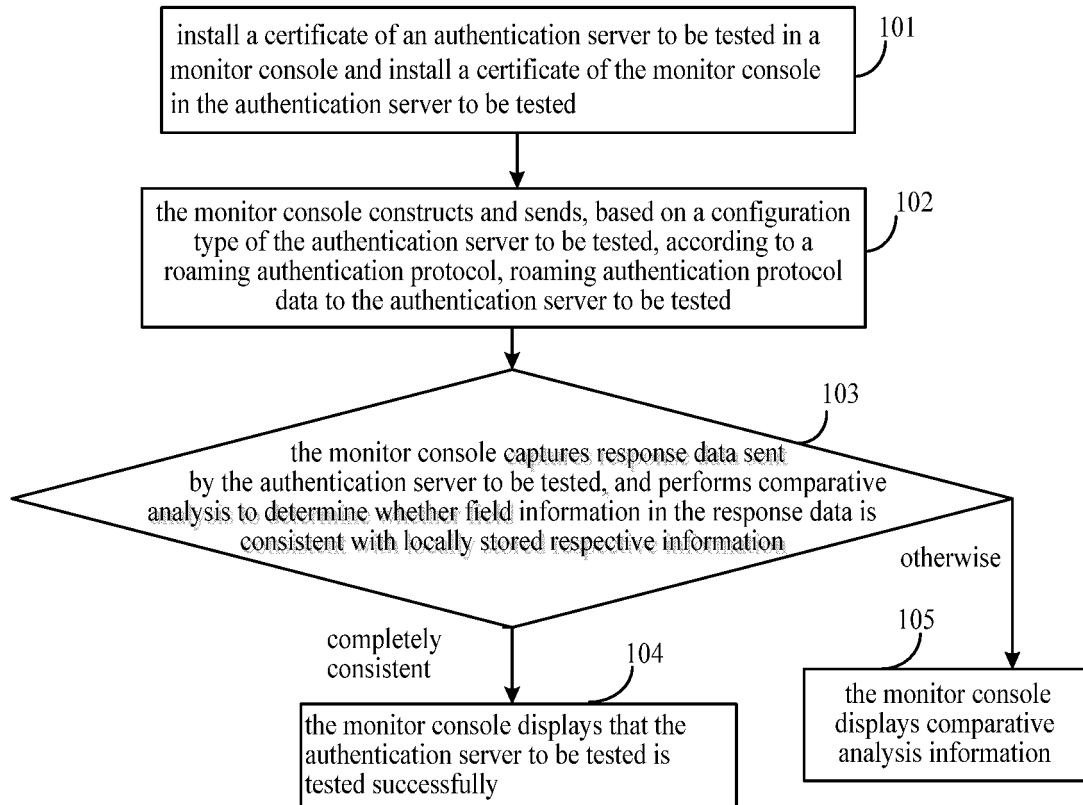 101
install a certificate of an authentication server to be tested in a
monitor console and install a certificate of the monitor console
in the authentication server to be tested
102
the monitor console constructs and sends, based on a configuration
type of the authentication server to be tested, according to a
roaming authentication protocol, roaming authentication protocol
data to the authentication server to be tested
103
the monitor console captures response data sent
by the authentication server to be tested, and performs comparative
analysis to determine whether field information in the response data is
consistent with locally stored respective information
otherwise
completely
consistent
104
the monitor console displays that the
authentication server to be tested is
tested successfully
105
the monitor console
displays comparative
analysis information